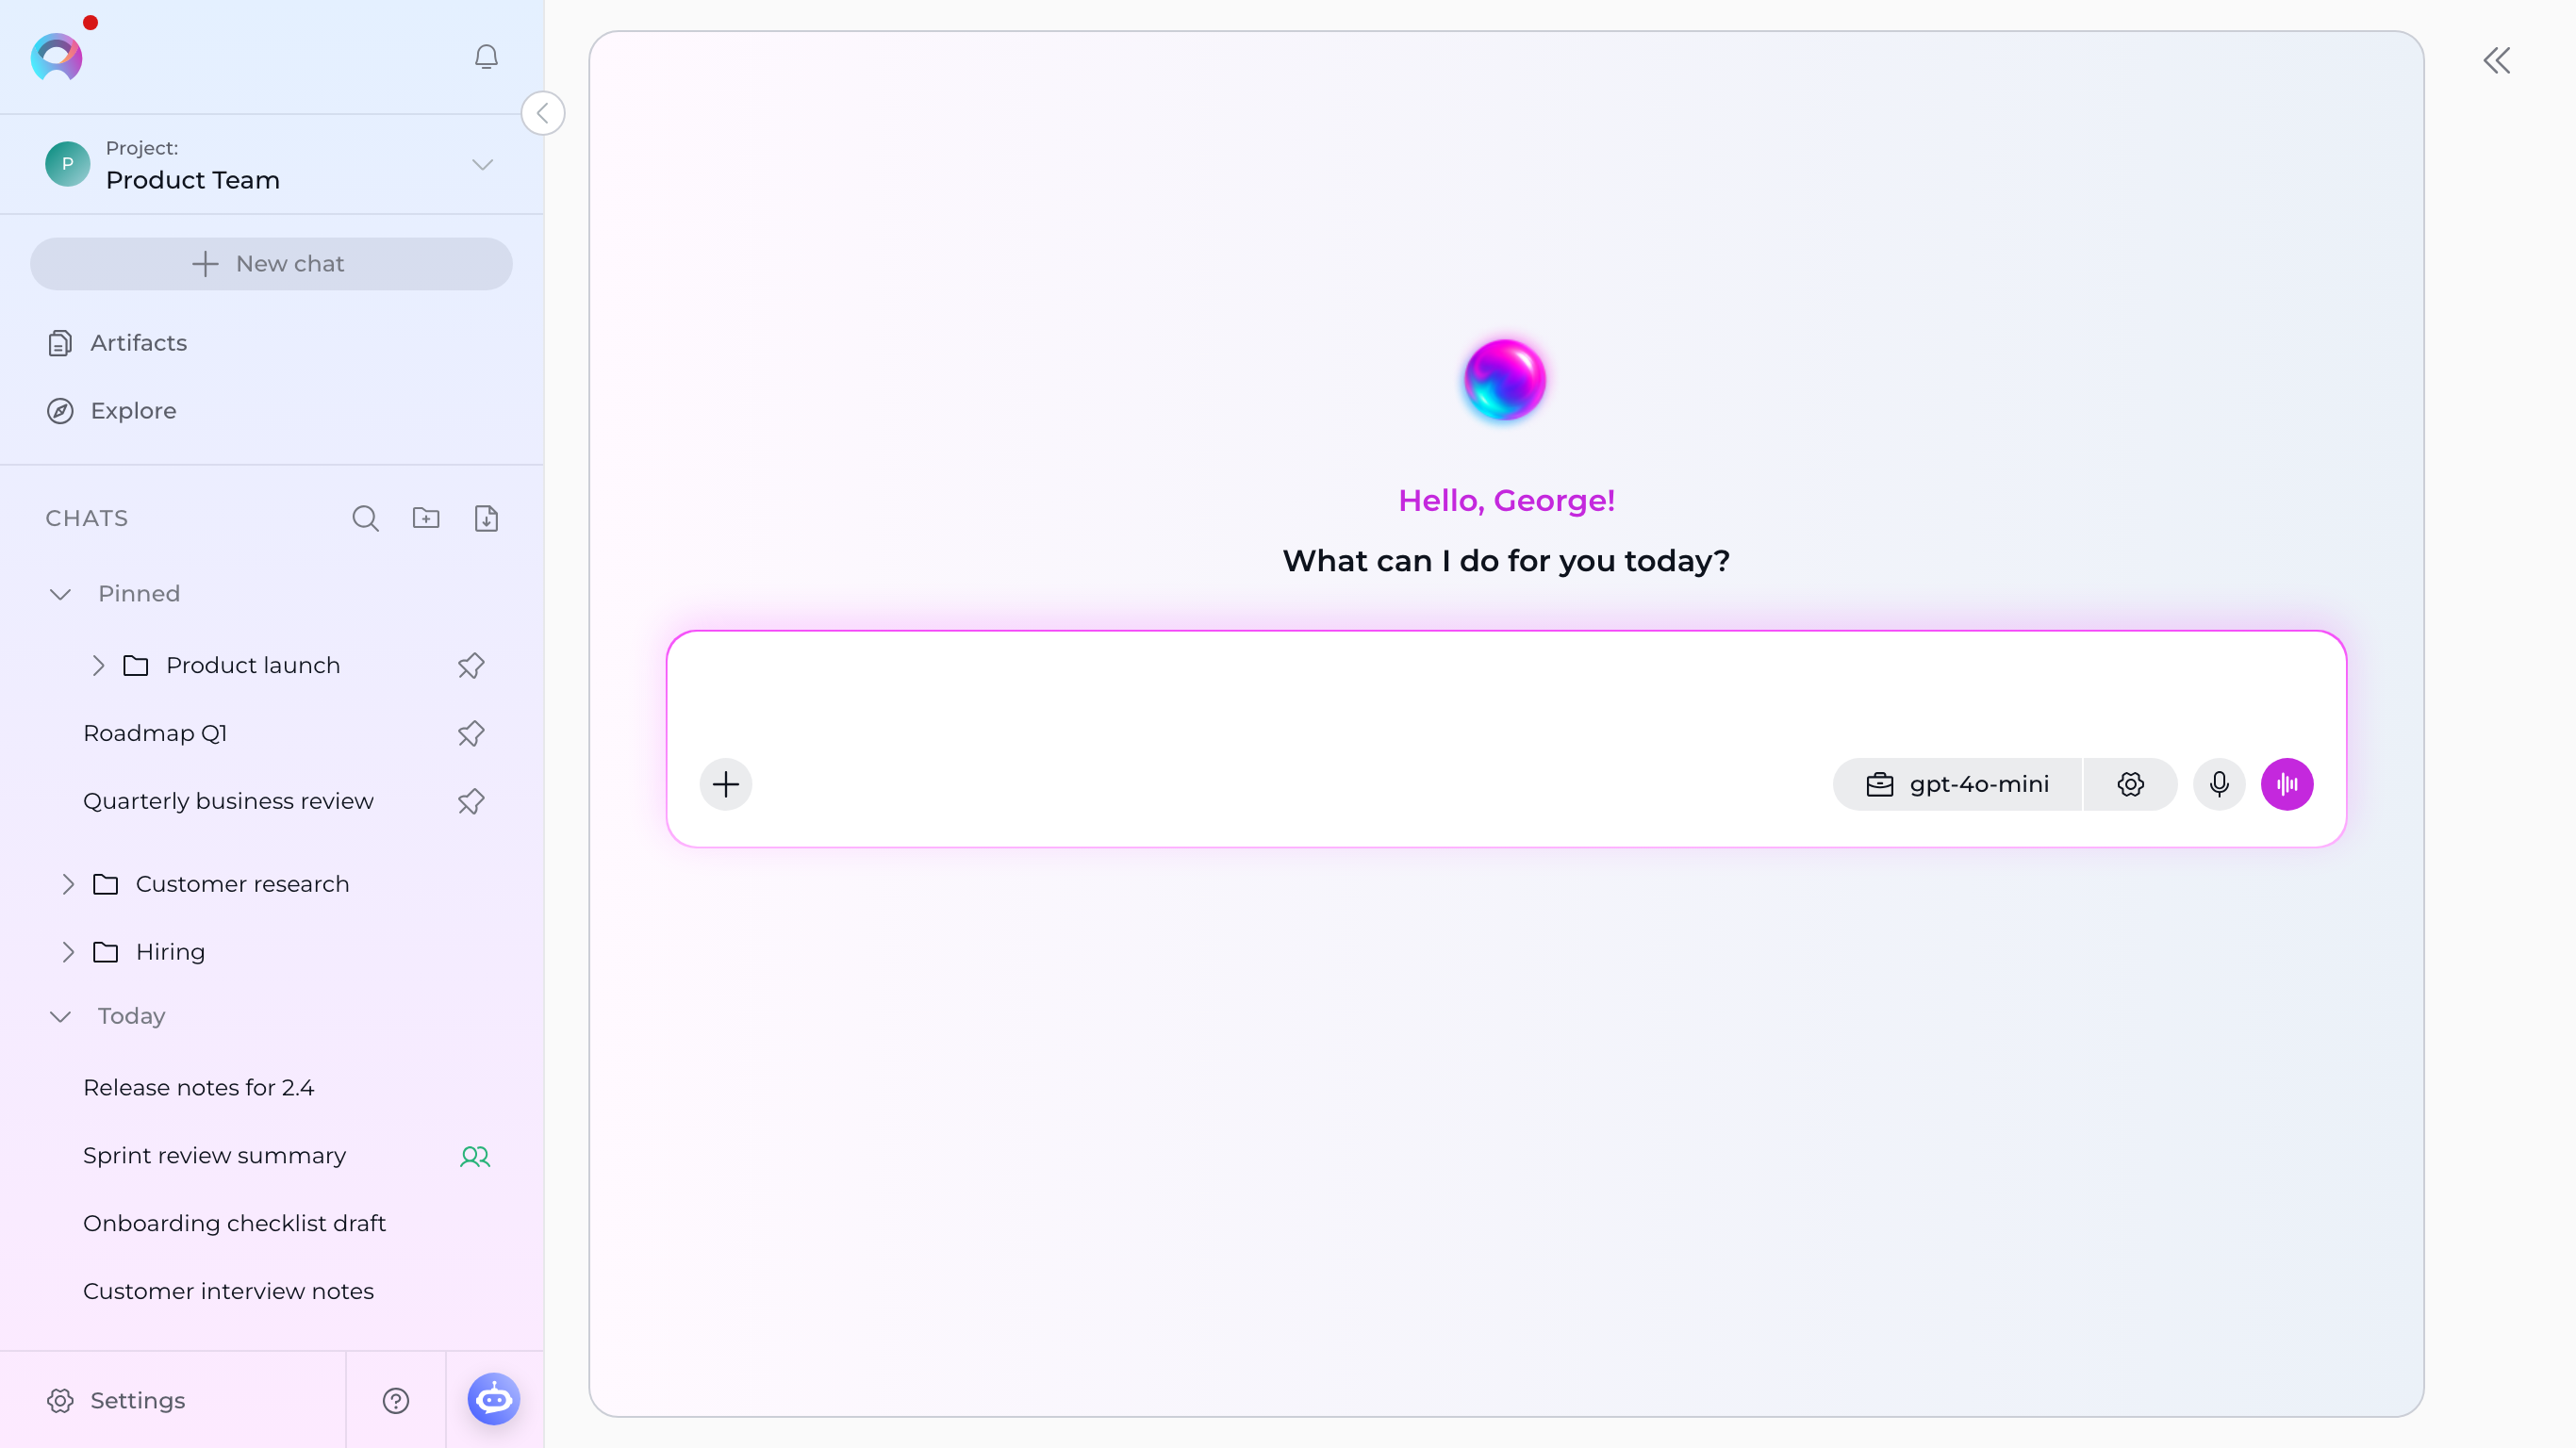 P
Project:
Product Team
New chat
Artifacts
Explore
CHATS
Pinned
Product launch
Roadmap Q1
Quarterly business review
Customer research
Hiring
Today
Release notes for 2.4
Sprint review summary
Onboarding checklist draft
Customer interview notes
Settings
Hello, George!
What can I do for you today?
gpt-4o-mini